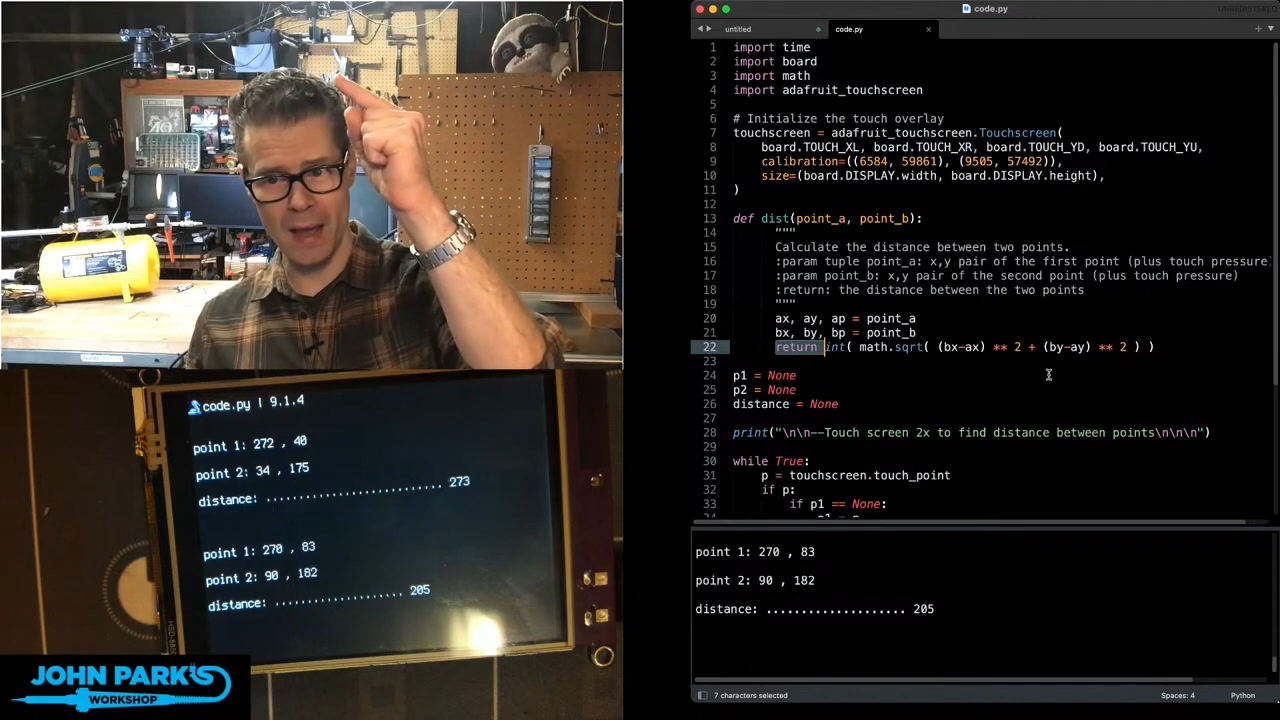 code.py | 9.1.4
point 1: 272 , 40
point 2: 34 , 175
distance: ......................... 273
point 1: 270 , 83
point 2: 90 , 182
distance: .................. 205
JOHN PARK'S
WORKSHOP
code.py
untitled
code.py
1 import time
2 import board
3 import math
4 import adafruit_touchscreen
5
6 # Initialize the touch overlay
7 touchscreen = adafruit_touchscreen.Touchscreen(
8 board.TOUCH_XL, board.TOUCH_XR, board.TOUCH_YD, board.TOUCH_YU,
9 calibration=((6584, 59861), (9505, 57492)),
10 size=(board.DISPLAY.width, board.DISPLAY.height),
11 )
12
13 def dist(point_a, point_b):
14 """
15 Calculate the distance between two points.
16 :param tuple point_a: x,y pair of the first point (plus touch pressure
17 :param point_b: x,y pair of the second point (plus touch pressure)
18 :return: the distance between the two points
19 """
20 ax, ay, ap = point_a
21 bx, by, bp = point_b
22 return int( math.sqrt( (bx-ax) ** 2 + (by-ay) ** 2 ) )
23
24 p1 = None
25 p2 = None
26 distance = None
27
28 print("\n\n--Touch screen 2x to find distance between points\n\n\n")
29
30 while True:
31 p = touchscreen.touch_point
32 if p:
33 if p1 == None:
point 1: 270 , 83
point 2: 90 , 182
distance: .................... 205
7 characters selected
Spaces: 4
Python